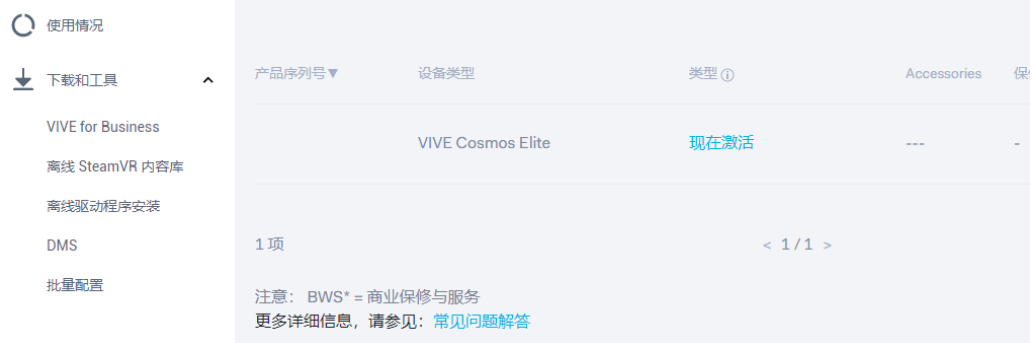 使用情况
下载和工具
VIVE for Business
离线 SteamVR 内容库
离线驱动程序安装
DMS
批量配置
产品序列号▼ 设备类型 类型 ⓘ Accessories
VIVE Cosmos Elite 现在激活 --- -
1 项 < 1 / 1 >
注意： BWS* = 商业保修与服务
更多详细信息，请参见：常见问题解答